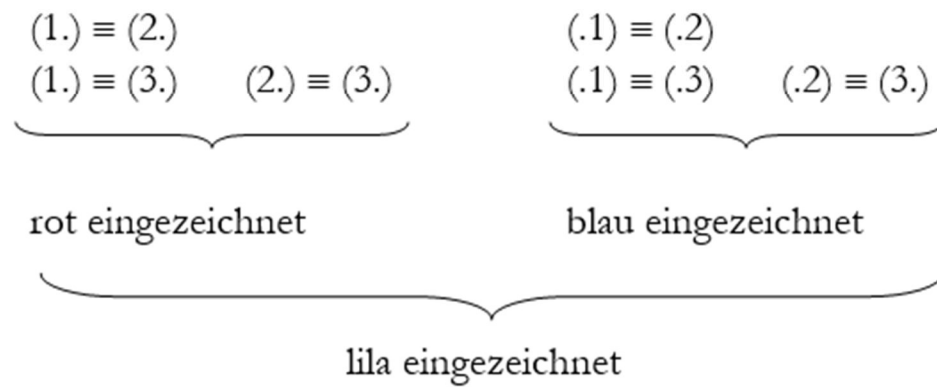 (1.) ≡ (2.) (.1) ≡ (.2)
(1.) ≡ (3.) (2.) ≡ (3.) (.1) ≡ (.3) (.2) ≡ (3.)
rot eingezeichnet blau eingezeichnet
lila eingezeichnet